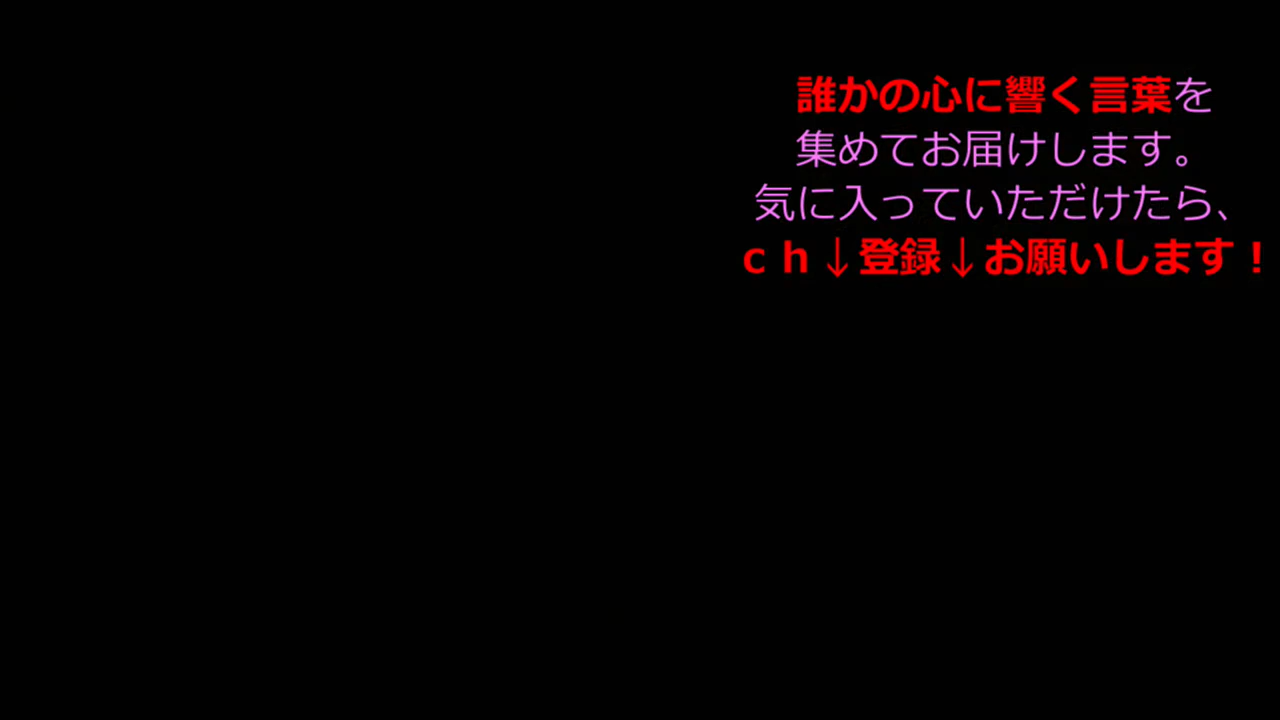 誰かの心に響く言葉を
集めてお届けします。
気に入っていただけたら、
ｃｈ↓登録↓お願いします！